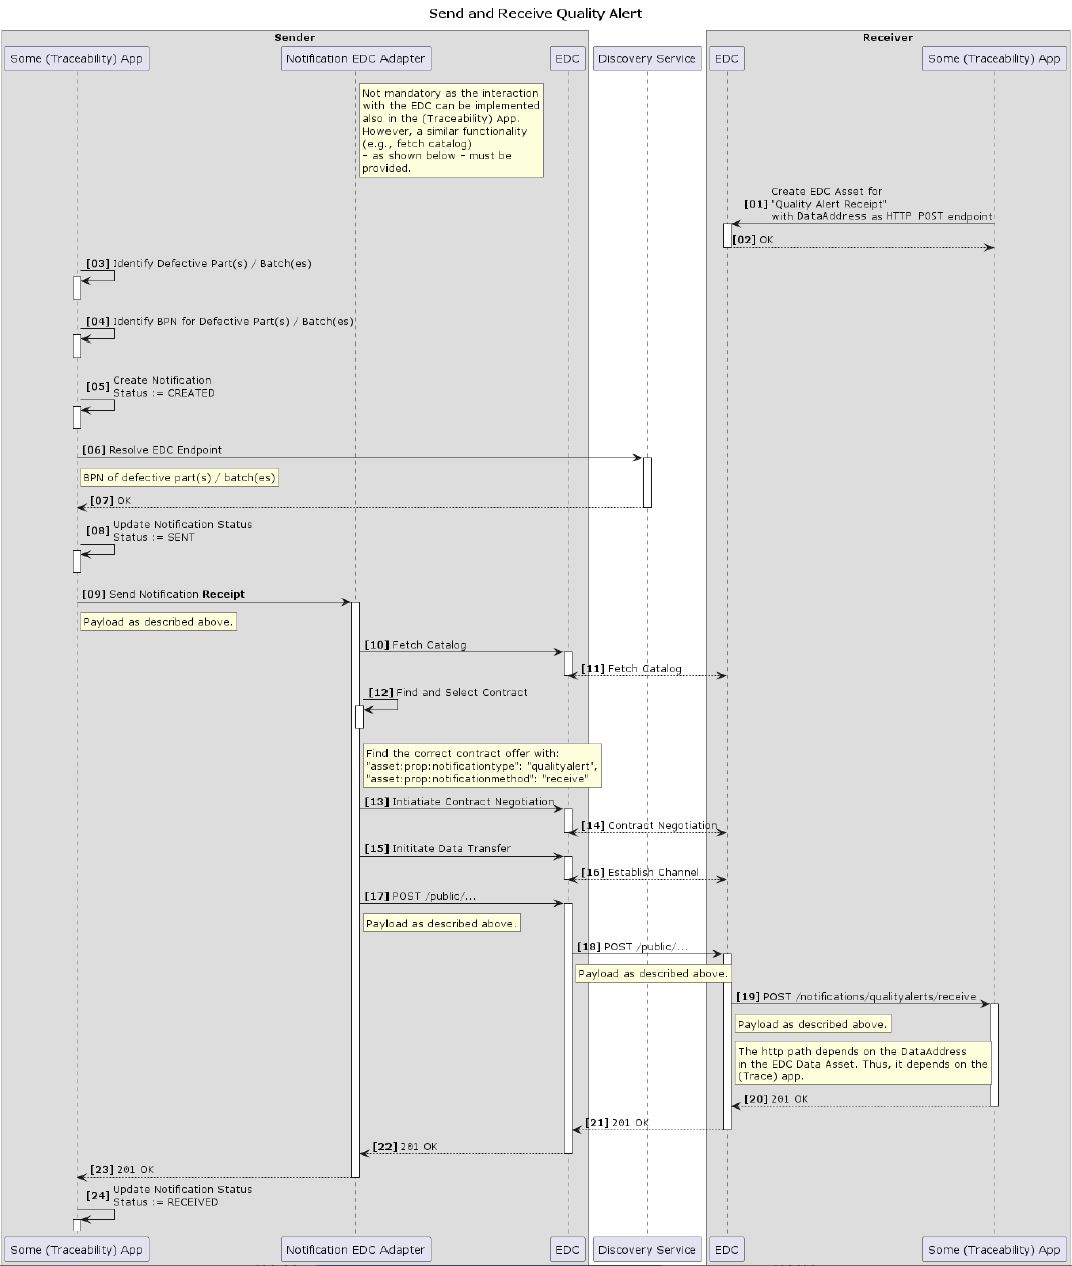 Send and Receive Quality Alert
Sender
Receiver
Some (Traceability) App
Notification EDC Adapter
EDC
Discovery Service
EDC
Some (Traceability) App
Not mandatory as the interaction
with the EDC can be implemented
also in the (Traceability) App.
However, a similar functionality
(e.g., fetch catalog)
- as shown below - must be
provided.
Create EDC Asset for
[01] "Quality Alert Receipt"
with DataAddress as HTTP POST endpoint
[02] OK
[03] Identify Defective Part(s) / Batch(es)
[04] Identify BPN for Defective Part(s) / Batch(es)
[05] Create Notification
Status := CREATED
[06] Resolve EDC Endpoint
BPN of defective part(s) / batch(es)
[07] OK
[08] Update Notification Status
Status := SENT
[09] Send Notification Receipt
Payload as described above.
[10] Fetch Catalog
[11] Fetch Catalog
[12] Find and Select Contract
Find the correct contract offer with:
"asset:prop:notificationtype": "qualityalert",
"asset:prop:notificationmethod": "receive"
[13] Intiatiate Contract Negotiation
[14] Contract Negotiation
[15] Inititate Data Transfer
[16] Establish Channel
[17] POST /public/...
Payload as described above.
[18] POST /public/...
Payload as described above.
[19] POST /notifications/qualityalerts/receive
Payload as described above.
The http path depends on the DataAddress
in the EDC Data Asset. Thus, it depends on the
(Trace) app.
[20] 201 OK
[21] 201 OK
[22] 201 OK
[23] 201 OK
[24] Update Notification Status
Status := RECEIVED
Some (Traceability) App
Notification EDC Adapter
EDC
Discovery Service
EDC
Some (Traceability) App